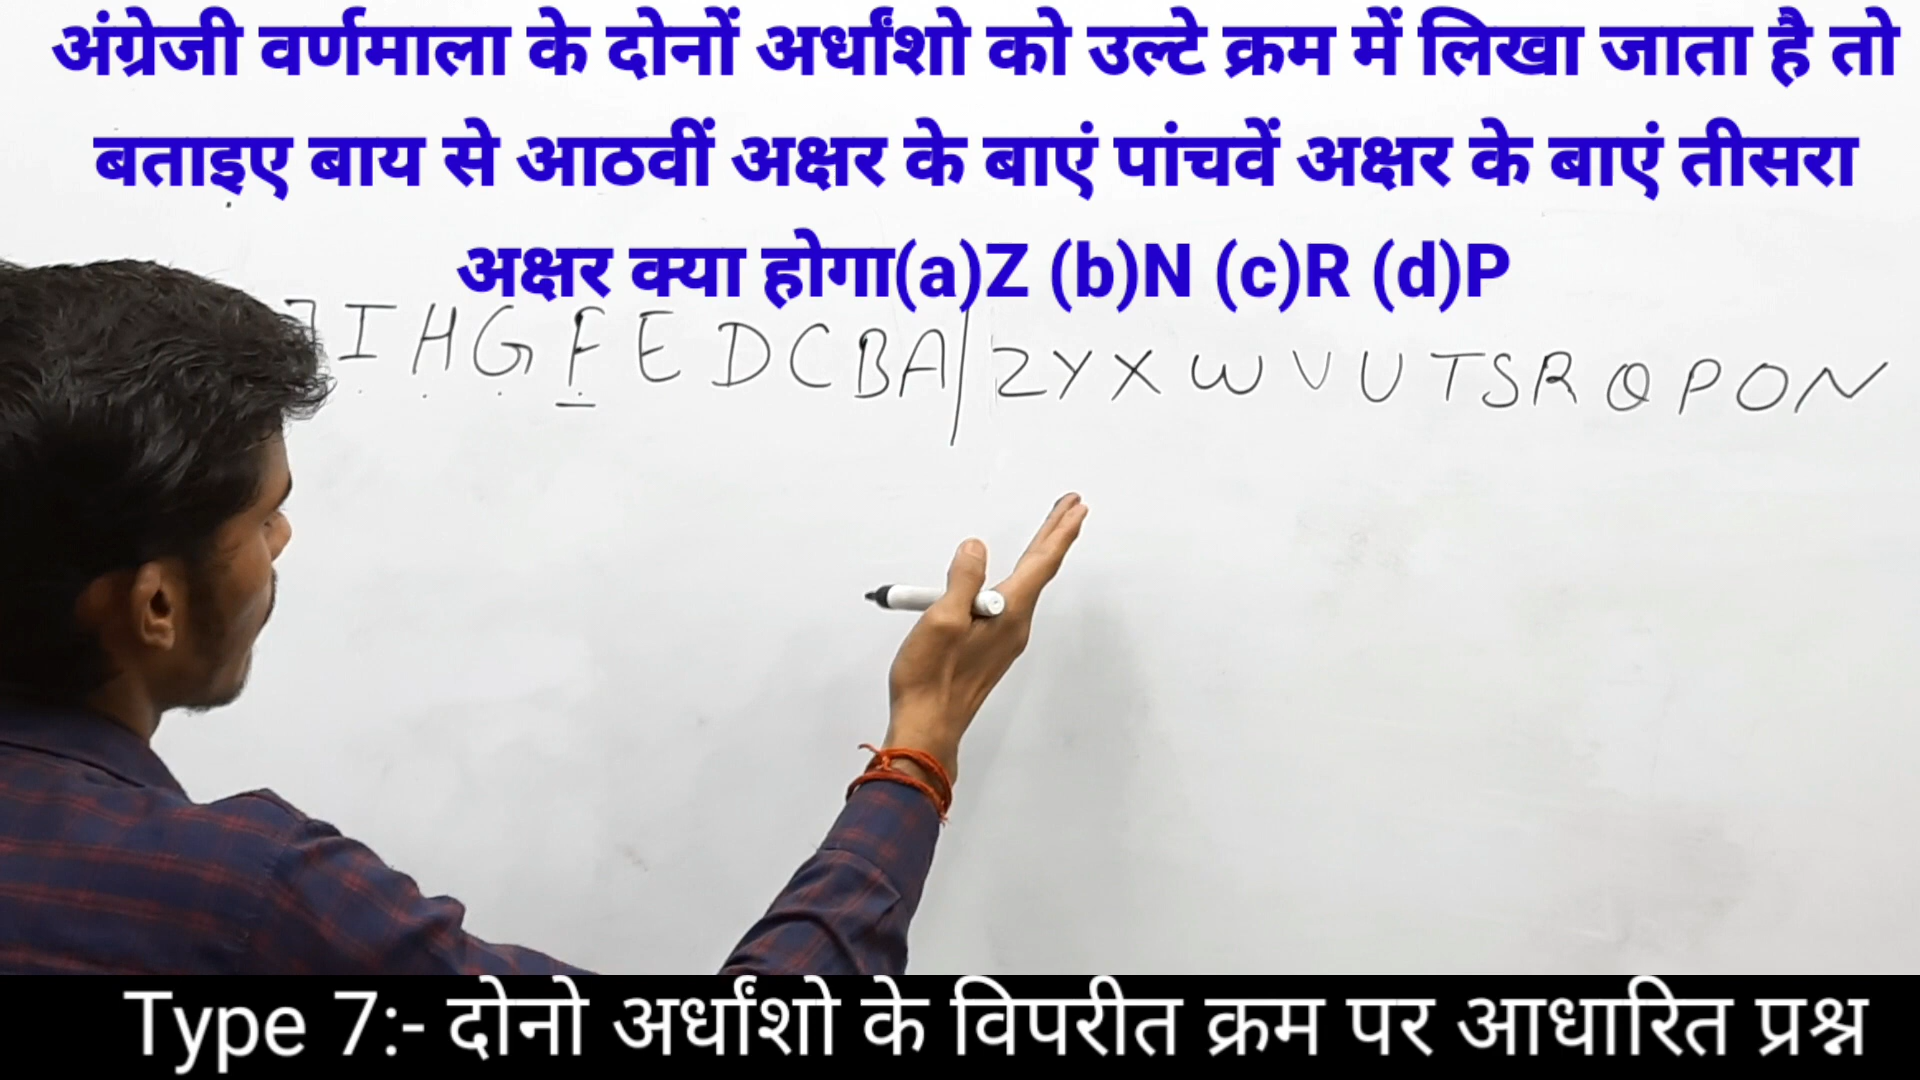 अंग्रेजी वर्णमाला के दोनों अर्धांशो को उल्टे क्रम में लिखा जाता है तो
बताइए बाय से आठवीं अक्षर के बाएं पांचवें अक्षर के बाएं तीसरा
अक्षर क्या होगा(a)Z (b)N (c)R (d)P
J I H G F E D C B A / Z Y X W V U T S R Q P O N
Type 7:- दोनो अर्धांशो के विपरीत क्रम पर आधारित प्रश्न